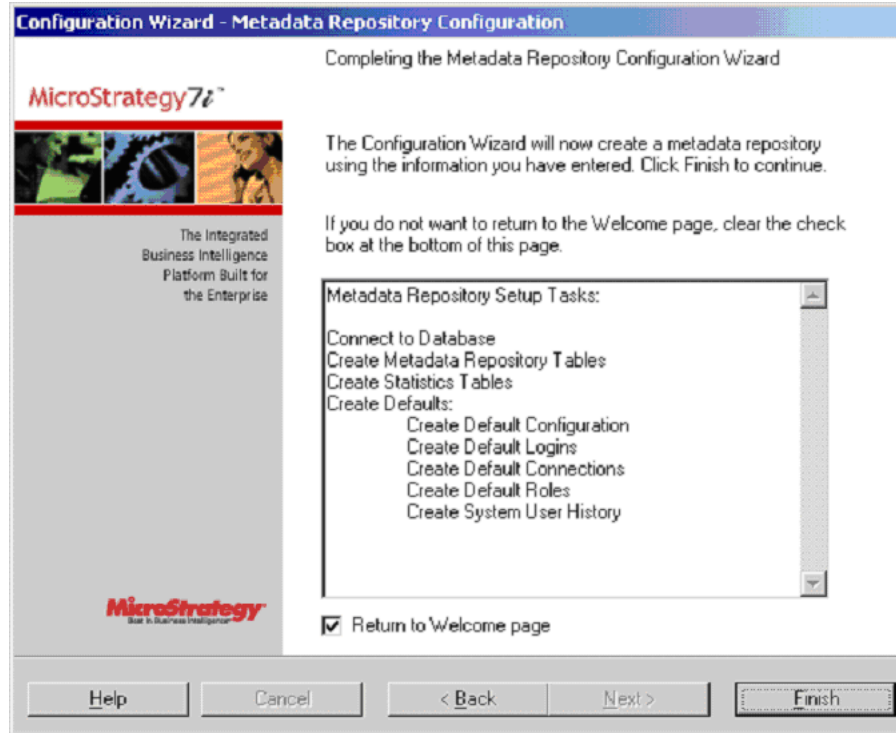 Configuration Wizard - Metadata Repository Configuration
Completing the Metadata Repository Configuration Wizard
MicroStrategy7i™
The Configuration Wizard will now create a metadata repository
using the information you have entered. Click Finish to continue.
If you do not want to return to the Welcome page, clear the check
box at the bottom of this page.
The Integrated
Business Intelligence
Platform Built for
the Enterprise
Metadata Repository Setup Tasks:
Connect to Database
Create Metadata Repository Tables
Create Statistics Tables
Create Defaults:
Create Default Configuration
Create Default Logins
Create Default Connections
Create Default Roles
Create System User History
MicroStrategy
Best in Business Intelligence
Return to Welcome page
Help
Cancel
< Back
Next >
Finish